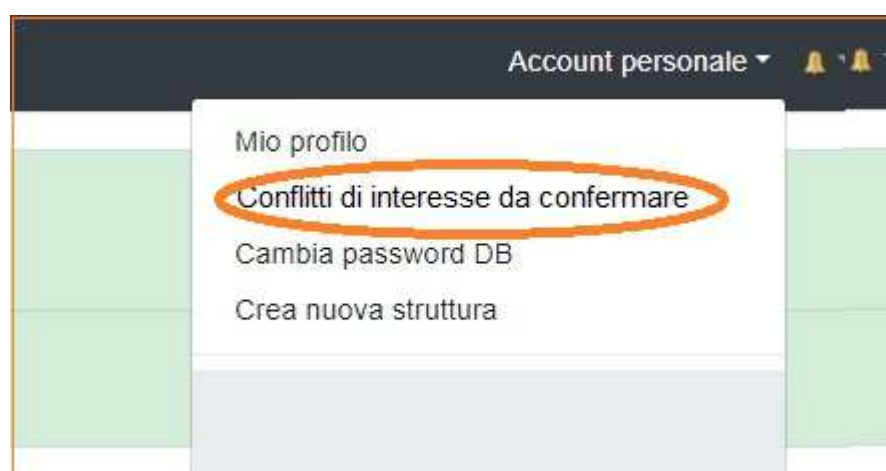 Account personale
Mio profilo
Conflitti di interesse da confermare
Cambia password DB
Crea nuova struttura